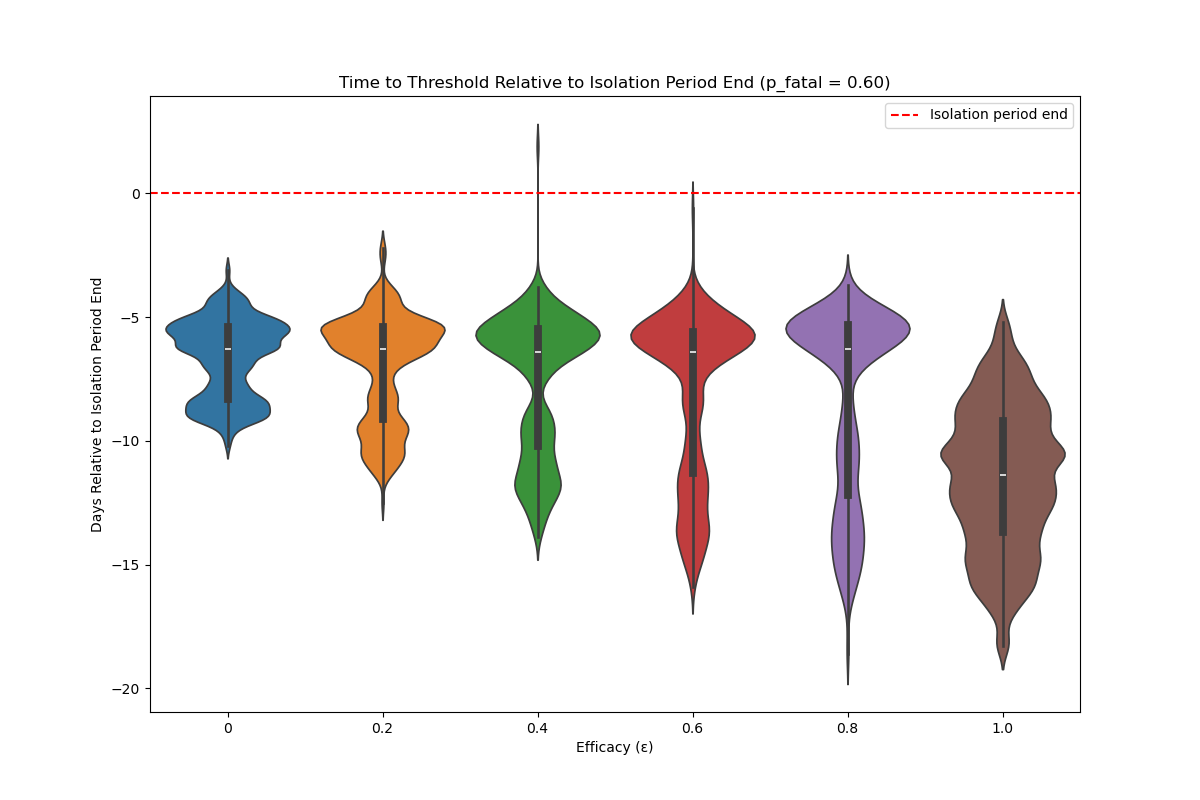 Time to Threshold Relative to Isolation Period End (p_fatal = 0.60)
Isolation period end
Days Relative to Isolation Period End
0
−5
−10
−15
−20
0
0.2
0.4
0.6
0.8
1.0
Efficacy (ε)